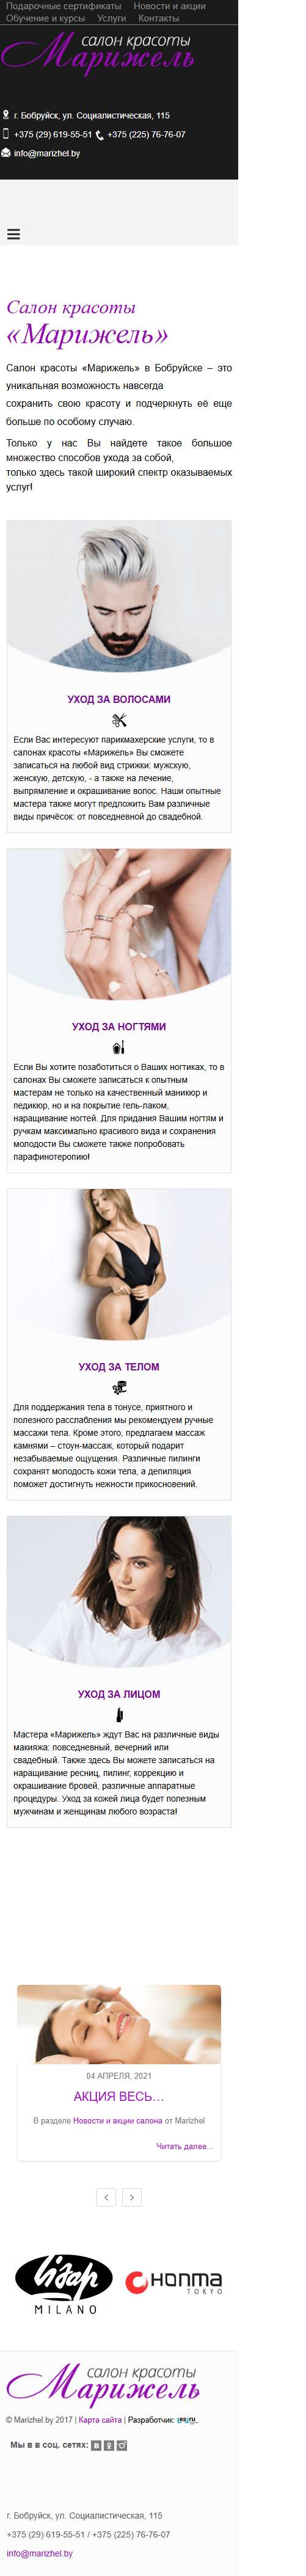 Подарочные сертификаты Новости и акции
Обучение и курсы Услуги Контакты
салон красоты
Марижель
г. Бобруйск, ул. Социалистическая, 115
+375 (29) 619-55-51 +375 (225) 76-76-07
info@marizhel.by
Салон красоты
«Марижель»
Салон красоты «Марижель» в Бобруйске – это
уникальная возможность навсегда
сохранить свою красоту и подчеркнуть её еще
больше по особому случаю.
Только у нас Вы найдете такое большое
множество способов ухода за собой,
только здесь такой широкий спектр оказываемых
услуг!
УХОД ЗА ВОЛОСАМИ
Если Вас интересуют парикмахерские услуги, то в
салонах красоты «Марижель» Вы сможете
записаться на любой вид стрижки: мужскую,
женскую, детскую, - а также на лечение,
выпрямление и окрашивание волос. Наши опытные
мастера также могут предложить Вам различные
виды причёсок: от повседневной до свадебной.
УХОД ЗА НОГТЯМИ
Если Вы хотите позаботиться о Ваших ногтиках, то в
салонах Вы сможете записаться к опытным
мастерам не только на качественный маникюр и
педикюр, но и на покрытие гель-лаком,
наращивание ногтей. Для придания Вашим ногтям и
ручкам максимально красивого вида и сохранения
молодости Вы сможете также попробовать
парафинотеропию!
УХОД ЗА ТЕЛОМ
Для поддержания тела в тонусе, приятного и
полезного расслабления мы рекомендуем ручные
массажи тела. Кроме этого, предлагаем массаж
камнями – стоун-массаж, который подарит
незабываемые ощущения. Различные пилинги
сохранят молодость кожи тела, а депиляция
поможет достигнуть нежности прикосновений.
УХОД ЗА ЛИЦОМ
Мастера «Марижель» ждут Вас на различные виды
макияжа: повседневный, вечерний или
свадебный. Также здесь Вы можете записаться на
наращивание ресниц, пилинг, коррекцию и
окрашивание бровей, различные аппаратные
процедуры. Уход за кожей лица будет полезным
мужчинам и женщинам любого возраста!
04 АПРЕЛЯ, 2021
АКЦИЯ ВЕСЬ...
В разделе Новости и акции салона от Marizhel
Читать далее...
MILANO
HONMA
TOKYO
салон красоты
Марижель
© Marizhel.by 2017 | Карта сайта | Разработчик:
Мы в в соц. сетях:
г. Бобруйск, ул. Социалистическая, 115
+375 (29) 619-55-51 / +375 (225) 76-76-07
info@marizhel.by